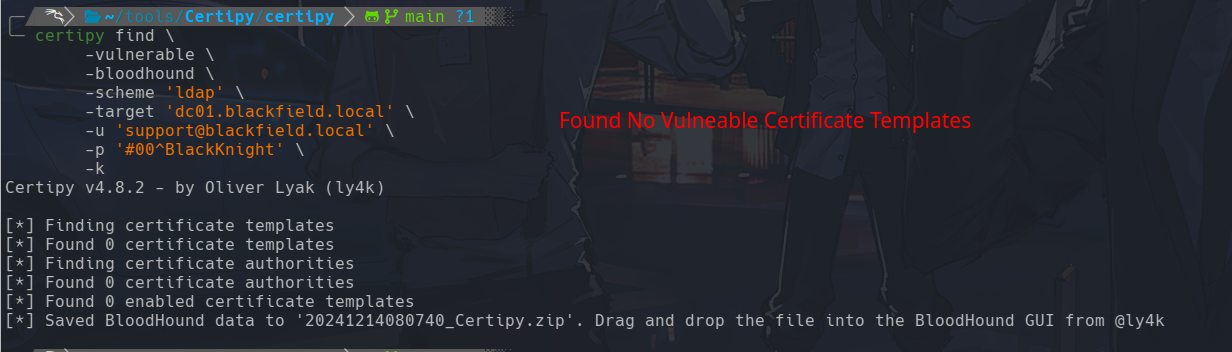 ~/tools/Certipy/certipy main ?1
certipy find \
-vulnerable \
-bloodhound \
-scheme 'ldap' \
-target 'dc01.blackfield.local' \
Found No Vulneable Certificate Templates
-u 'support@blackfield.local' \
-p '#00^BlackKnight' \
-k
Certipy v4.8.2 - by Oliver Lyak (ly4k)
[*] Finding certificate templates
[*] Found 0 certificate templates
[*] Finding certificate authorities
[*] Found 0 certificate authorities
[*] Found 0 enabled certificate templates
[*] Saved BloodHound data to '20241214080740_Certipy.zip'. Drag and drop the file into the BloodHound GUI from @ly4k